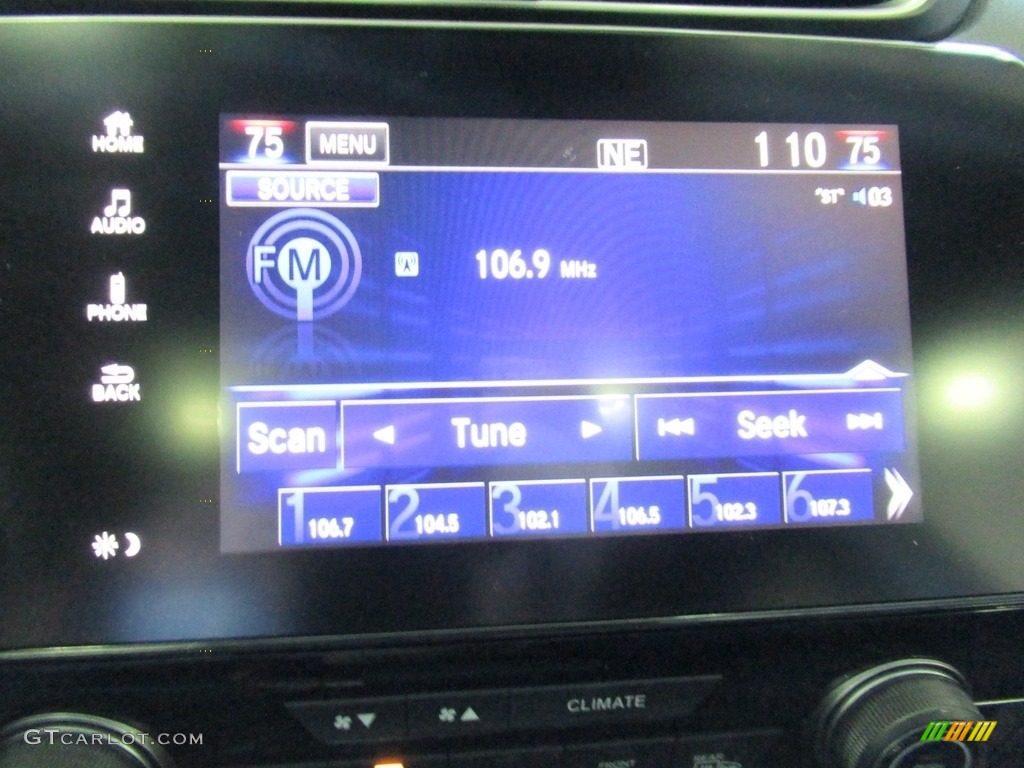 HOME
AUDIO
PHONE
BACK
75 MENU NE 1 10 75
SOURCE "ST" 03
FM 106.9 MHz
Scan Tune Seek
1 106.7 2 104.5 3 102.1 4 106.5 5 102.3 6 107.3
CLIMATE
FRONT REAR
GTCARLOT.COM